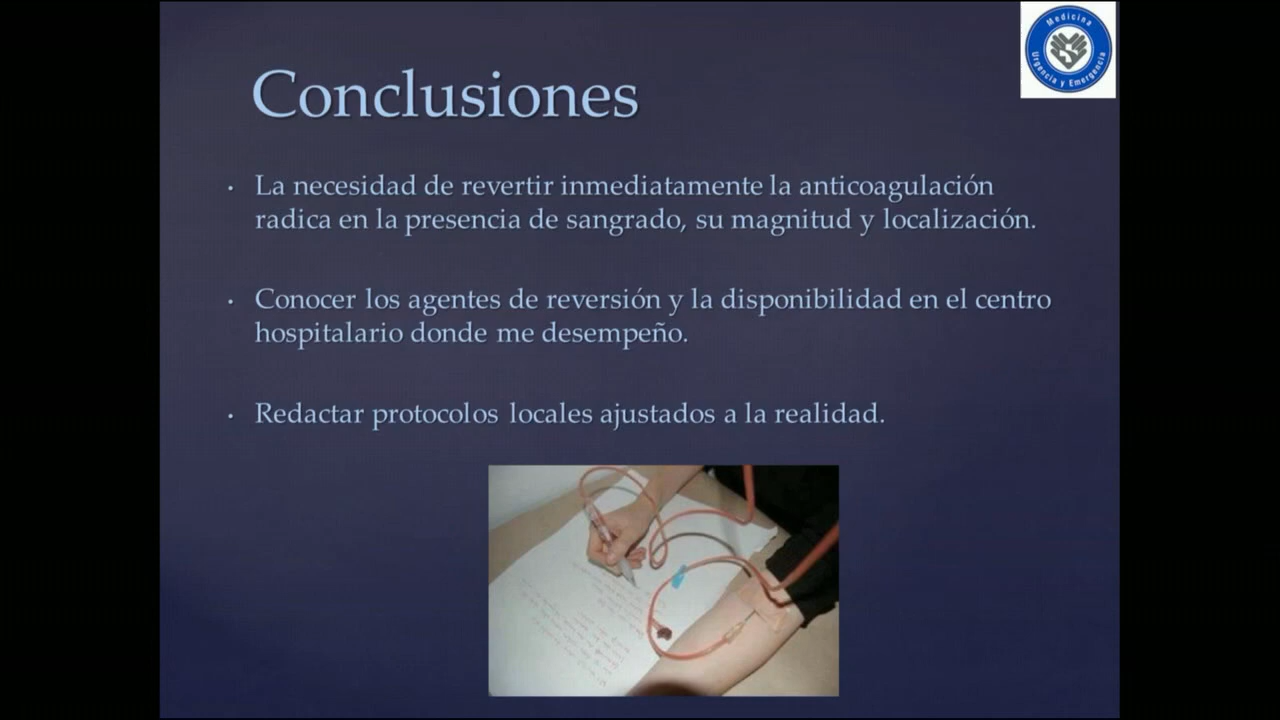 Medicina
Urgencia y Emergencia
Conclusiones
• La necesidad de revertir inmediatamente la anticoagulación
radica en la presencia de sangrado, su magnitud y localización.
• Conocer los agentes de reversión y la disponibilidad en el centro
hospitalario donde me desempeño.
• Redactar protocolos locales ajustados a la realidad.